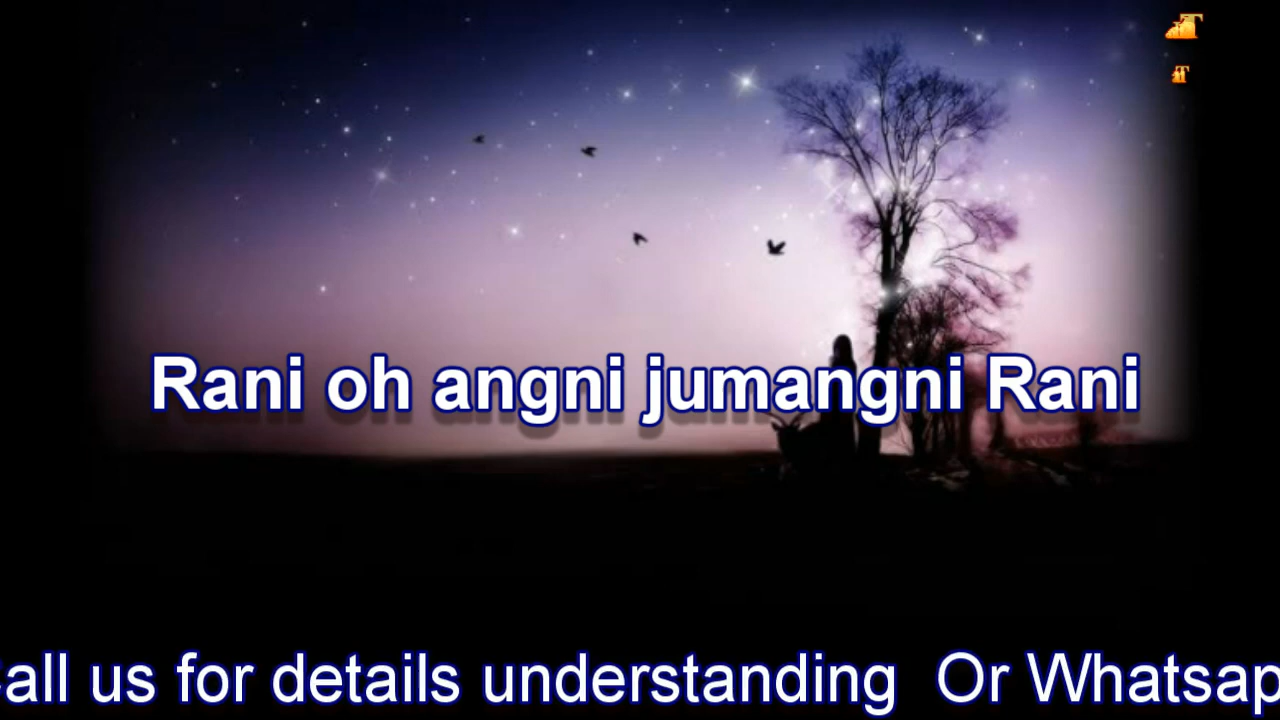 Rani oh angni jumangni Rani
all us for details understanding Or Whatsap